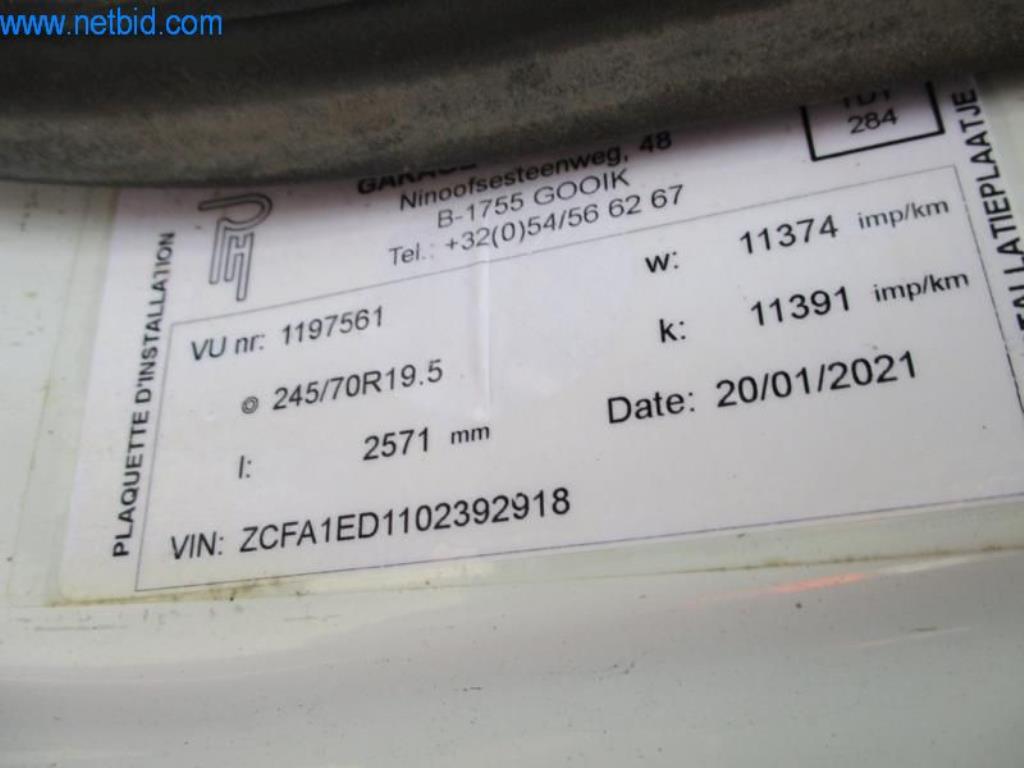 www.netbid.com
284
Ninoofsesteenweg, 48
B-1755 GOOIK
Tel.: +32(0)54/56 62 67
PLAQUETTE D'INSTALLATION
VU nr: 1197561
w: 11374 imp/km
245/70R19.5
k: 11391 imp/km
l: 2571 mm
Date: 20/01/2021
VIN: ZCFA1ED1102392918